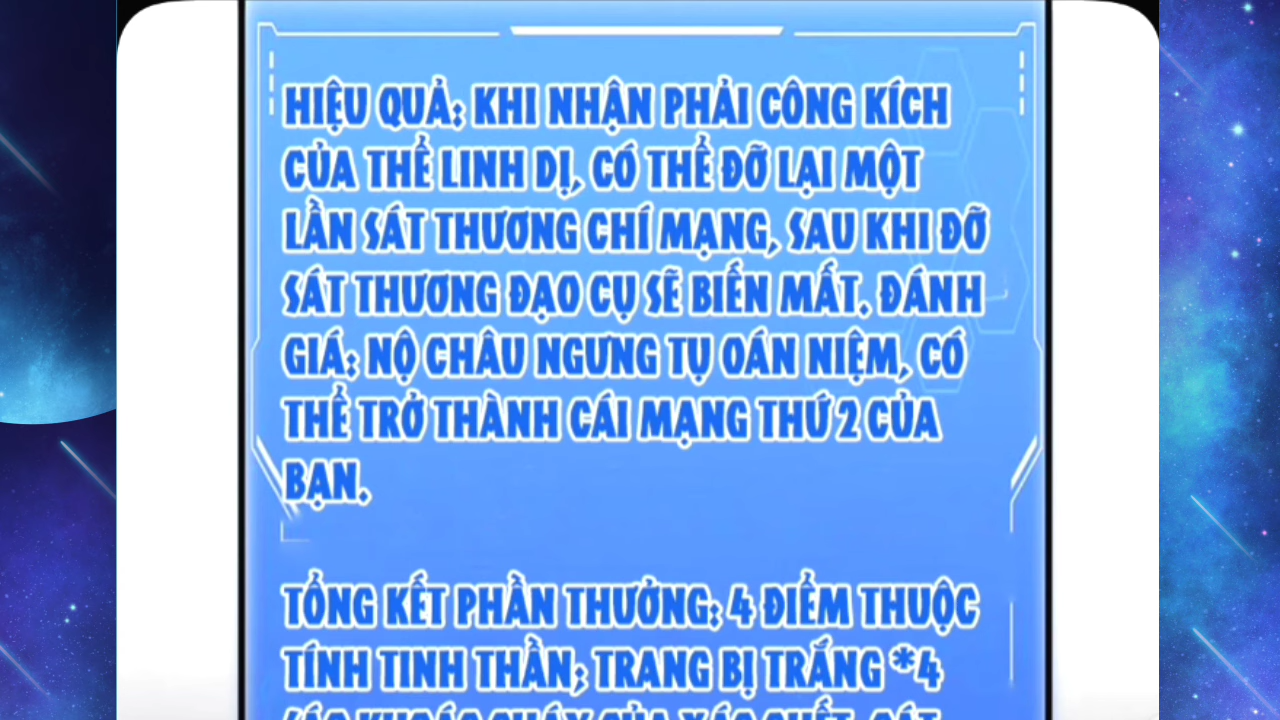 HIỆU QUẢ: KHI NHẬN PHẢI CÔNG KÍCH
CỦA THỂ LINH DỊ, CÓ THỂ ĐỠ LẠI MỘT
LẦN SÁT THƯƠNG CHÍ MẠNG, SAU KHI ĐỠ
SÁT THƯƠNG ĐẠO CỤ SẼ BIẾN MẤT. ĐÁNH
GIÁ: NỘ CHÂU NGƯNG TỤ OÁN NIỆM, CÓ
THỂ TRỞ THÀNH CÁI MẠNG THỨ 2 CỦA
BẠN.
TỔNG KẾT PHẦN THƯỞNG: 4 ĐIỂM THUỘC
TÍNH TINH THẦN; TRANG BỊ TRẮNG *4